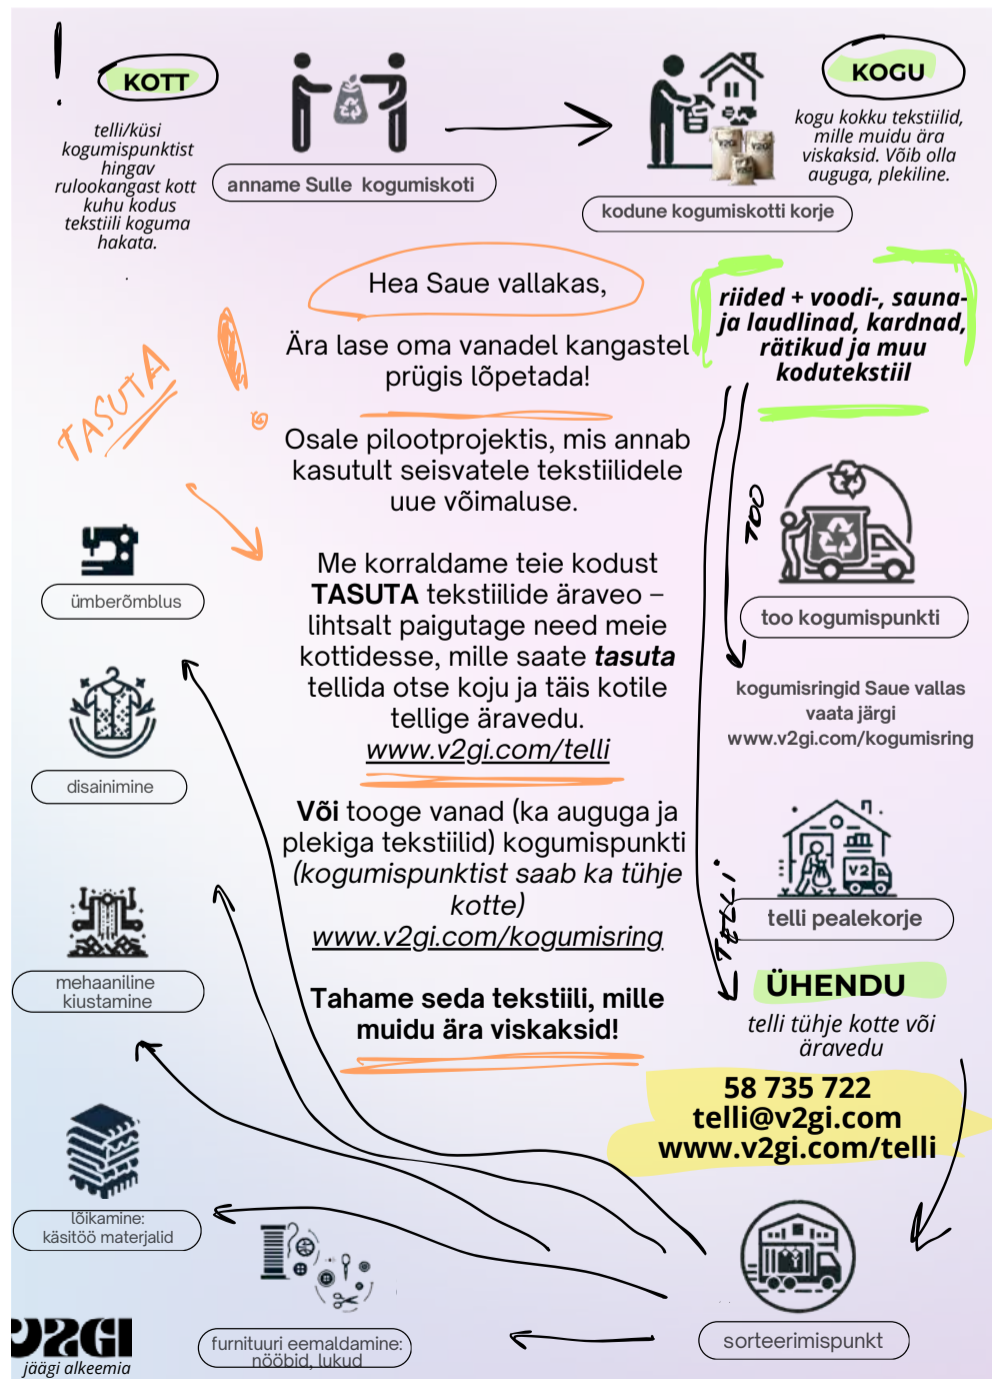 !
KOTT
telli/küsi
kogumispunktist
hingav
rulookangast kott
kuhu kodus
tekstiili koguma
hakata.
anname Sulle kogumiskoti
V2GI
V2GI
kodune kogumiskotti korje
KOGU
kogu kokku tekstiilid,
mille muidu ära
viskaksid. Võib olla
auguga, plekiline.
Hea Saue vallakas,
Ära lase oma vanadel kangastel
prügis lõpetada!
Osale pilootprojektis, mis annab
kasutult seisvatele tekstiilidele
uue võimaluse.
Me korraldame teie kodust
TASUTA tekstiilide äraveo –
lihtsalt paigutage need meie
kottidesse, mille saate tasuta
tellida otse koju ja täis kotile
tellige äravedu.
www.v2gi.com/telli
Või tooge vanad (ka auguga ja
plekiga tekstiilid) kogumispunkti
(kogumispunktist saab ka tühje
kotte)
www.v2gi.com/kogumisring
Tahame seda tekstiili, mille
muidu ära viskaksid!
TASUTA
!
riided + voodi-, sauna-
ja laudlinad, kardnad,
rätikud ja muu
kodutekstiil
TOO
too kogumispunkti
kogumisringid Saue vallas
vaata järgi
www.v2gi.com/kogumisring
V2
TELLI
telli pealekorje
ÜHENDU
telli tühje kotte või
äravedu
58 735 722
telli@v2gi.com
www.v2gi.com/telli
sorteerimispunkt
ümberõmblus
disainimine
mehaaniline
kiustamine
lõikamine:
käsitöö materjalid
furnituuri eemaldamine:
nööbid, lukud
V2GI
jäägi alkeemia